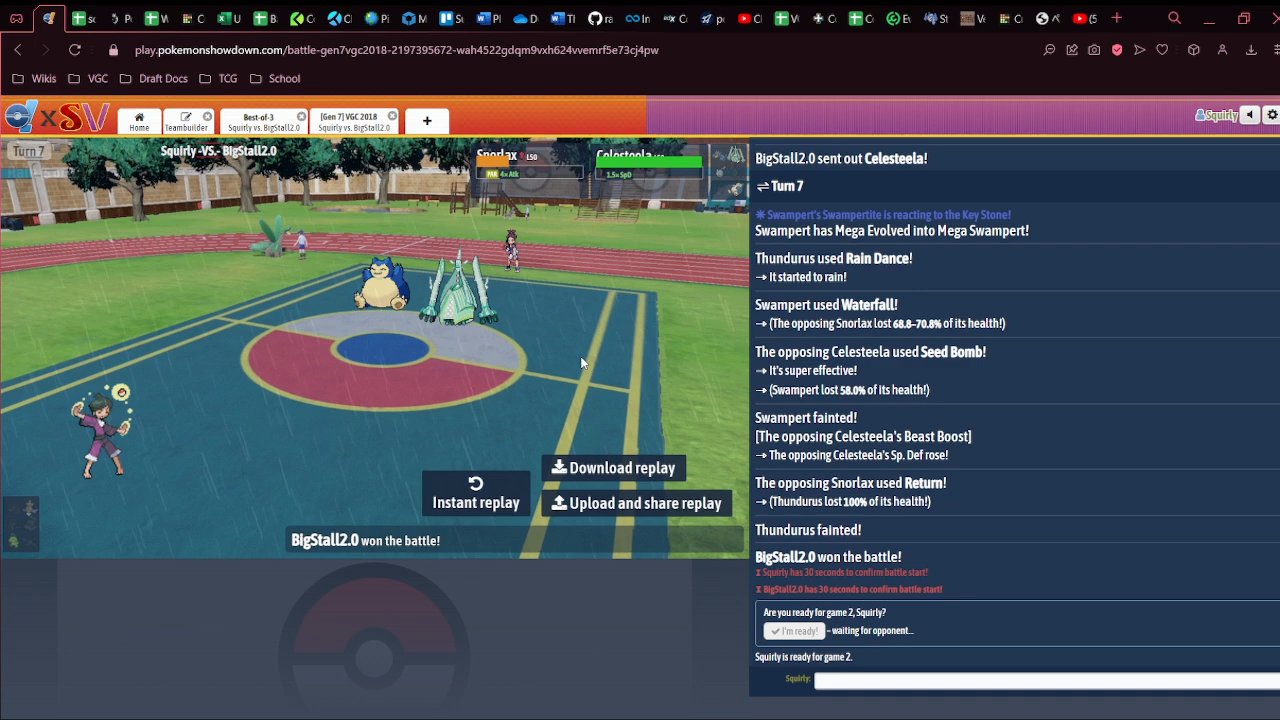 play.pokemonshowdown.com/battle-gen7vgc2018-2197395672-wah4522gdqm9vxh624vvemrf5e73cj4pw
Wikis VGC Draft Docs TCG School
x SV
Home
Teambuilder
Best-of-3
Squirly vs. BigStall2.0
[Gen 7] VGC 2018
Squirly vs. BigStall2.0
+
Squirly
Turn 7
Squirly -VS.- BigStall2.0
Snorlax L50
PAR 4× Atk
Celesteela
1.5× SpD
Download replay
Instant replay
Upload and share replay
BigStall2.0 won the battle!
BigStall2.0 sent out Celesteela!
Turn 7
Swampert's Swampertite is reacting to the Key Stone!
Swampert has Mega Evolved into Mega Swampert!
Thundurus used Rain Dance!
→ It started to rain!
Swampert used Waterfall!
→ (The opposing Snorlax lost 68.8–70.8% of its health!)
The opposing Celesteela used Seed Bomb!
→ It's super effective!
→ (Swampert lost 58.0% of its health!)
Swampert fainted!
[The opposing Celesteela's Beast Boost]
→ The opposing Celesteela's Sp. Def rose!
The opposing Snorlax used Return!
→ (Thundurus lost 100% of its health!)
Thundurus fainted!
BigStall2.0 won the battle!
Squirly has 30 seconds to confirm battle start!
BigStall2.0 has 30 seconds to confirm battle start!
Are you ready for game 2, Squirly?
I'm ready! – waiting for opponent...
Squirly is ready for game 2.
Squirly: